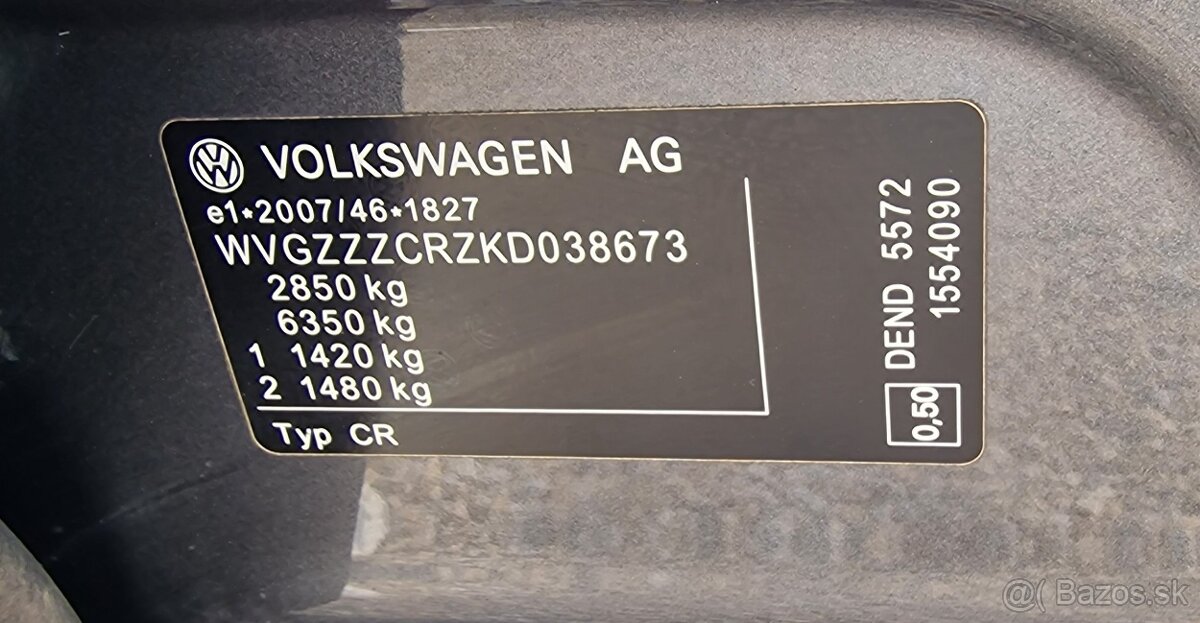 VOLKSWAGEN AG
e1*2007/46*1827
WVGZZZCRZKD038673
2850 kg
6350 kg
1 1420 kg
2 1480 kg
Typ CR
DEND 5572
1554090
0,50
@( Bazos.sk